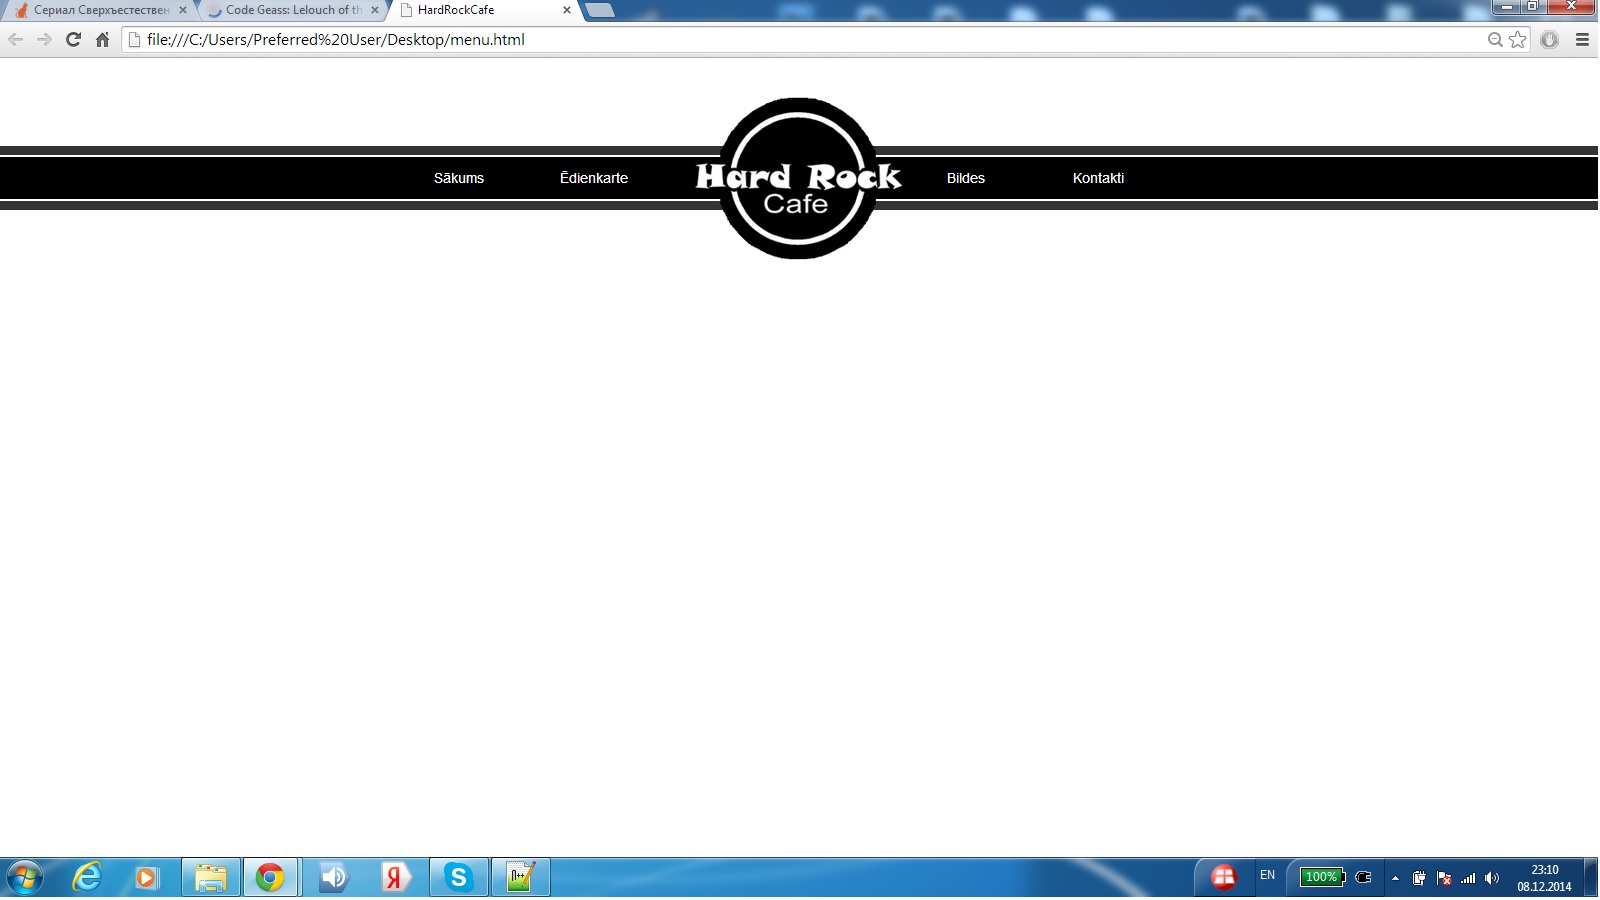 Сериал Сверхъестествен
Code Geass: Lelouch of th
HardRockCafe
file:///C:/Users/Preferred%20User/Desktop/menu.html
Sākums
Ēdienkarte
Hard Rock
Cafe
Bildes
Kontakti
EN
100%
23:10
08.12.2014